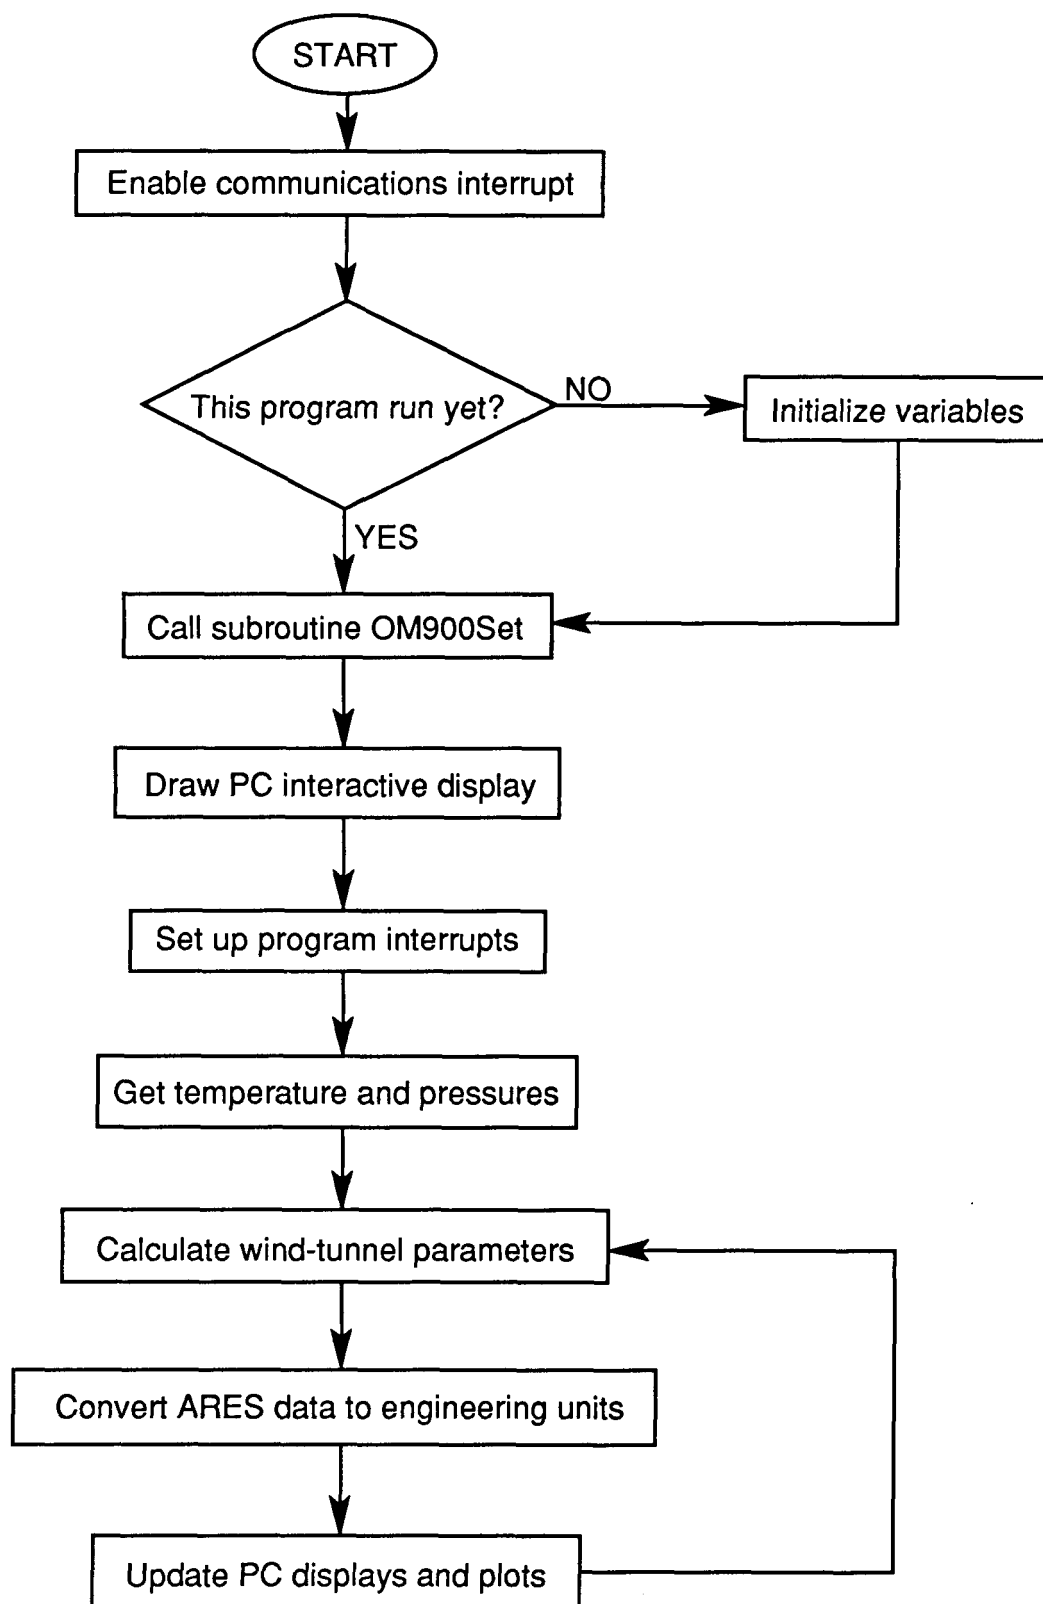 START
Enable communications interrupt
This program run yet?
NO
Initialize variables
YES
Call subroutine OM900Set
Draw PC interactive display
Set up program interrupts
Get temperature and pressures
Calculate wind-tunnel parameters
Convert ARES data to engineering units
Update PC displays and plots